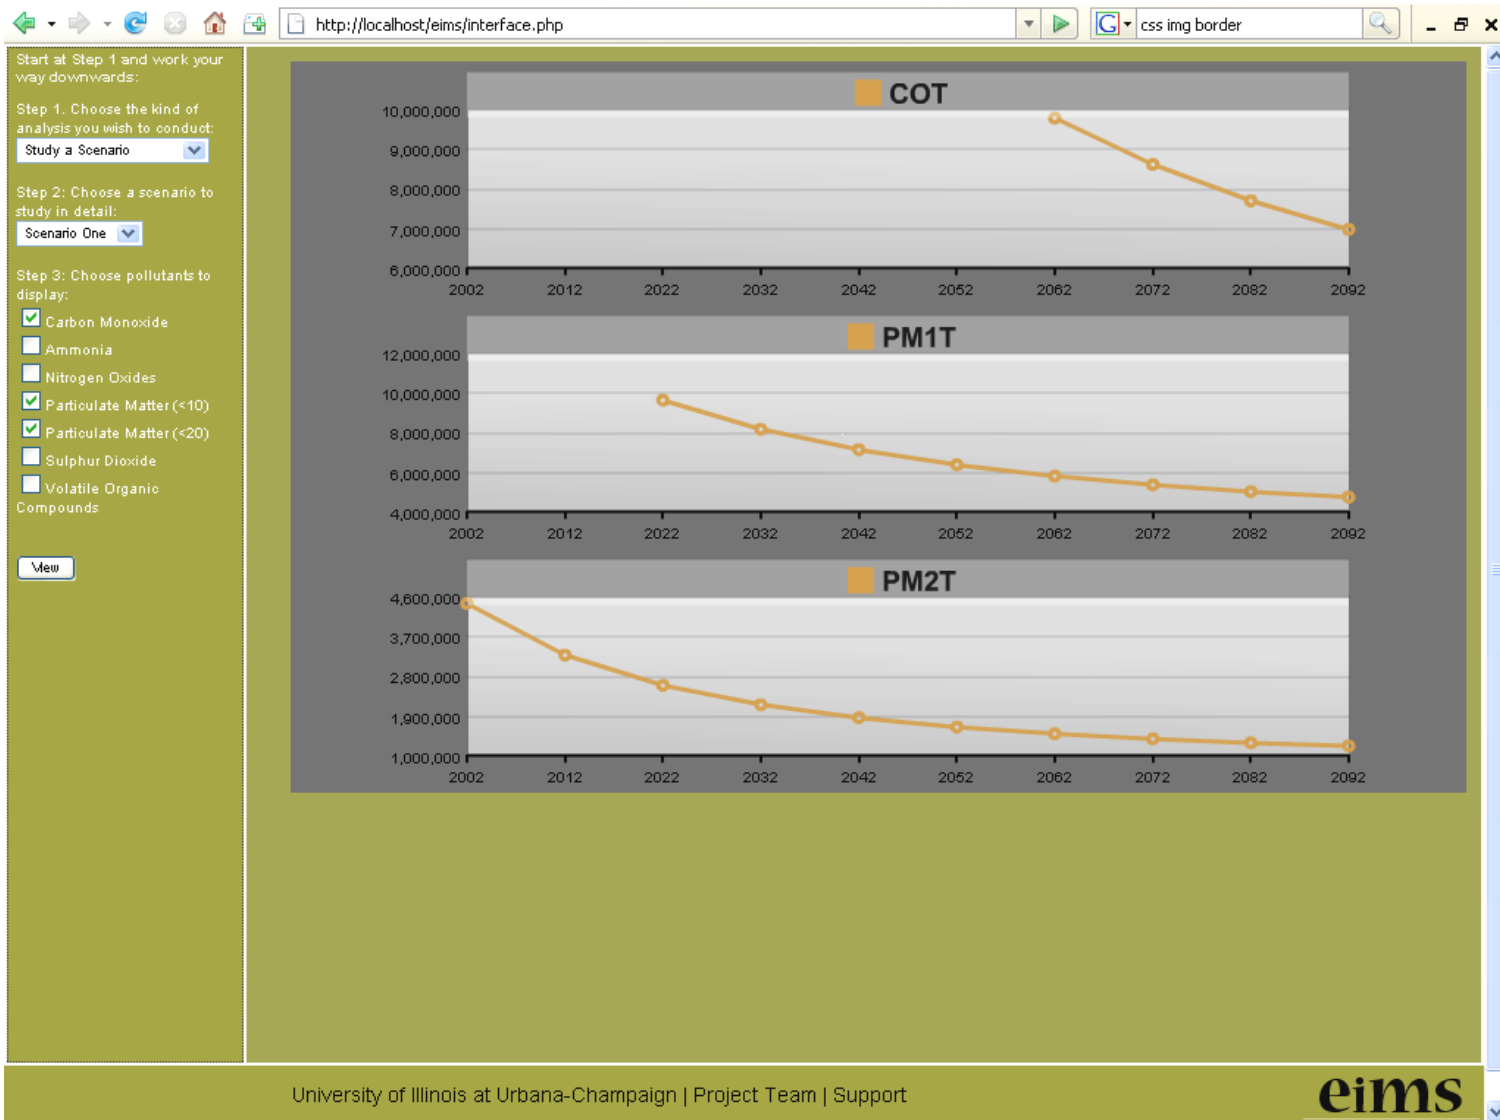 http://localhost/eims/interface.php
G
css img border
Start at Step 1 and work your
way downwards:
Step 1. Choose the kind of
analysis you wish to conduct:
Study a Scenario
Step 2: Choose a scenario to
study in detail:
Scenario One
Step 3: Choose pollutants to
display:
Carbon Monoxide
Ammonia
Nitrogen Oxides
Particulate Matter (<10)
Particulate Matter (<20)
Sulphur Dioxide
Volatile Organic
Compounds
View
COT
10,000,000
9,000,000
8,000,000
7,000,000
6,000,000
2002 2012 2022 2032 2042 2052 2062 2072 2082 2092
PM1T
12,000,000
10,000,000
8,000,000
6,000,000
4,000,000
2002 2012 2022 2032 2042 2052 2062 2072 2082 2092
PM2T
4,600,000
3,700,000
2,800,000
1,900,000
1,000,000
2002 2012 2022 2032 2042 2052 2062 2072 2082 2092
University of Illinois at Urbana-Champaign | Project Team | Support
eims